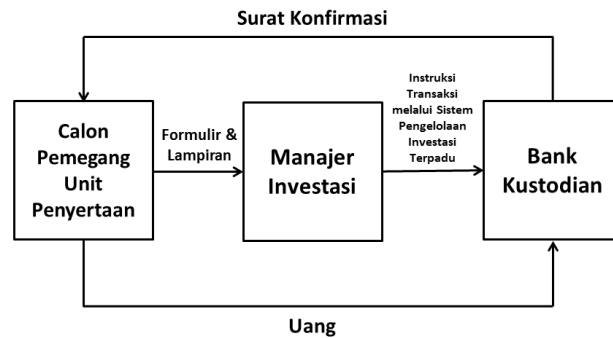 Surat Konfirmasi
Calon
Pemegang
Unit
Penyertaan
Formulir &
Lampiran
Manajer
Investasi
Instruksi
Transaksi
melalui Sistem
Pengelolaan
Investasi
Terpadu
Bank
Kustodian
Uang